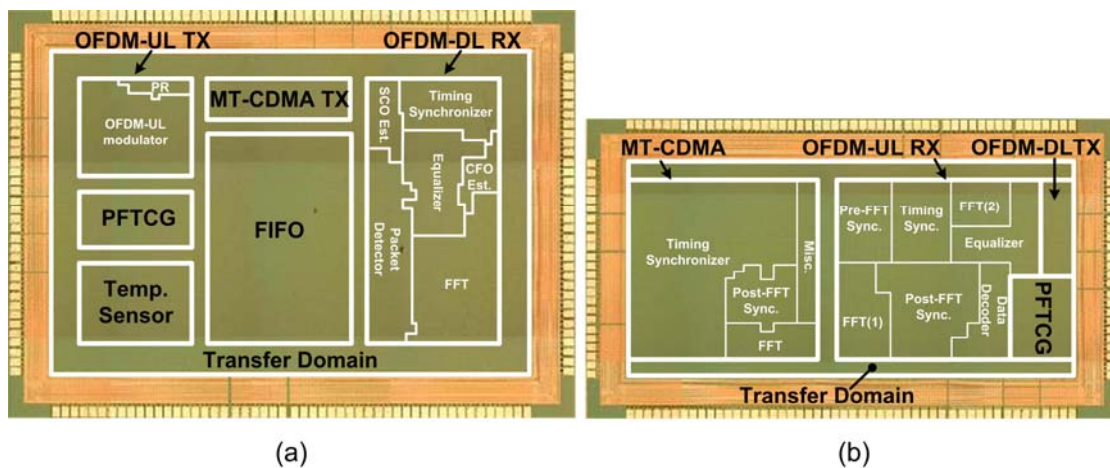 OFDM-UL TX
OFDM-DL RX
PR
OFDM-UL
modulator
MT-CDMA TX
SCO Est.
Timing
Synchronizer
Equalizer
CFO
Est.
PFTCG
FIFO
Packet
Detector
FFT
Temp.
Sensor
Transfer Domain
(a)
MT-CDMA
OFDM-UL RX
OFDM-DLTX
Timing
Synchronizer
Misc.
Post-FFT
Sync.
FFT
Pre-FFT
Sync.
Timing
Sync.
FFT(2)
Equalizer
FFT(1)
Post-FFT
Sync.
Data
Decoder
PFTCG
Transfer Domain
(b)